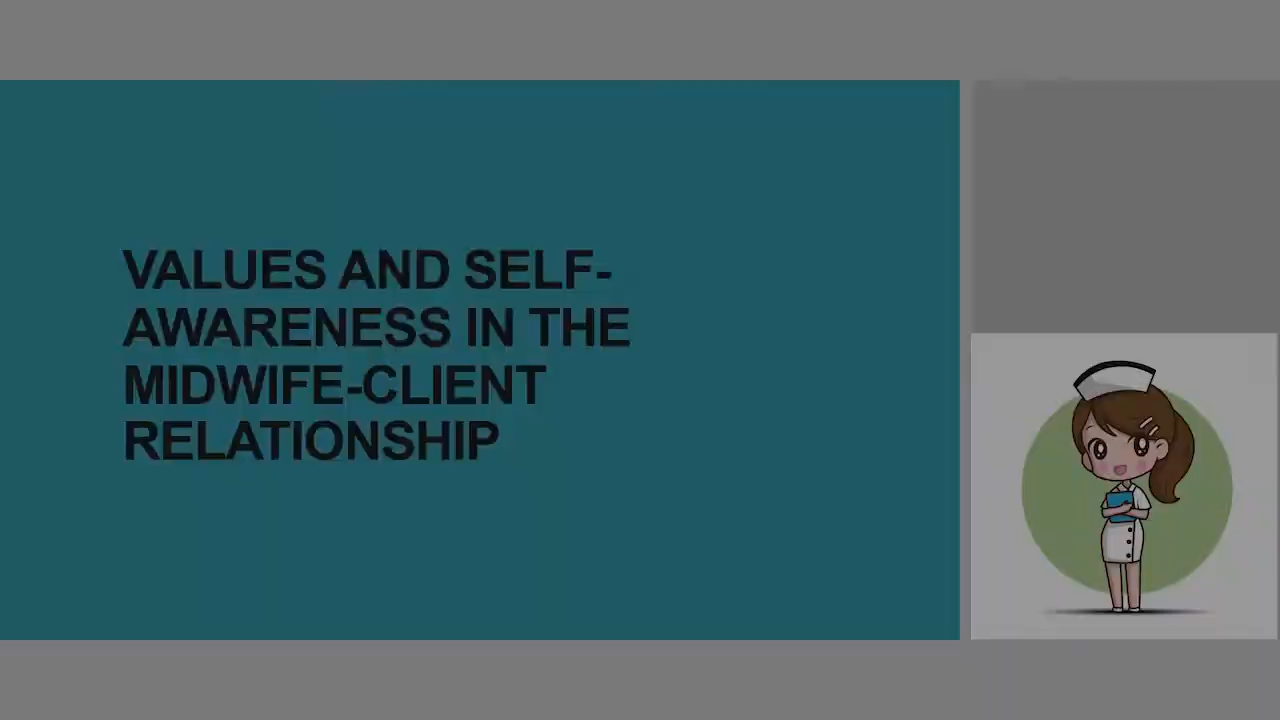 VALUES AND SELF-
AWARENESS IN THE
MIDWIFE-CLIENT
RELATIONSHIP